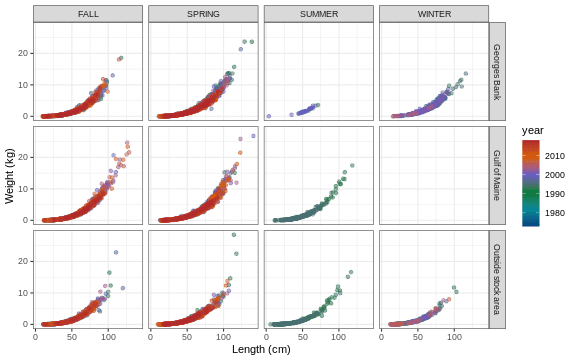 FALL SPRING SUMMER WINTER
20
10
0
Georges Bank
20
10
0
Gulf of Maine
20
10
0
Outside stock area
Weight (kg)
0 50 100 0 50 100 0 50 100 0 50 100
Length (cm)
year
2010
2000
1990
1980